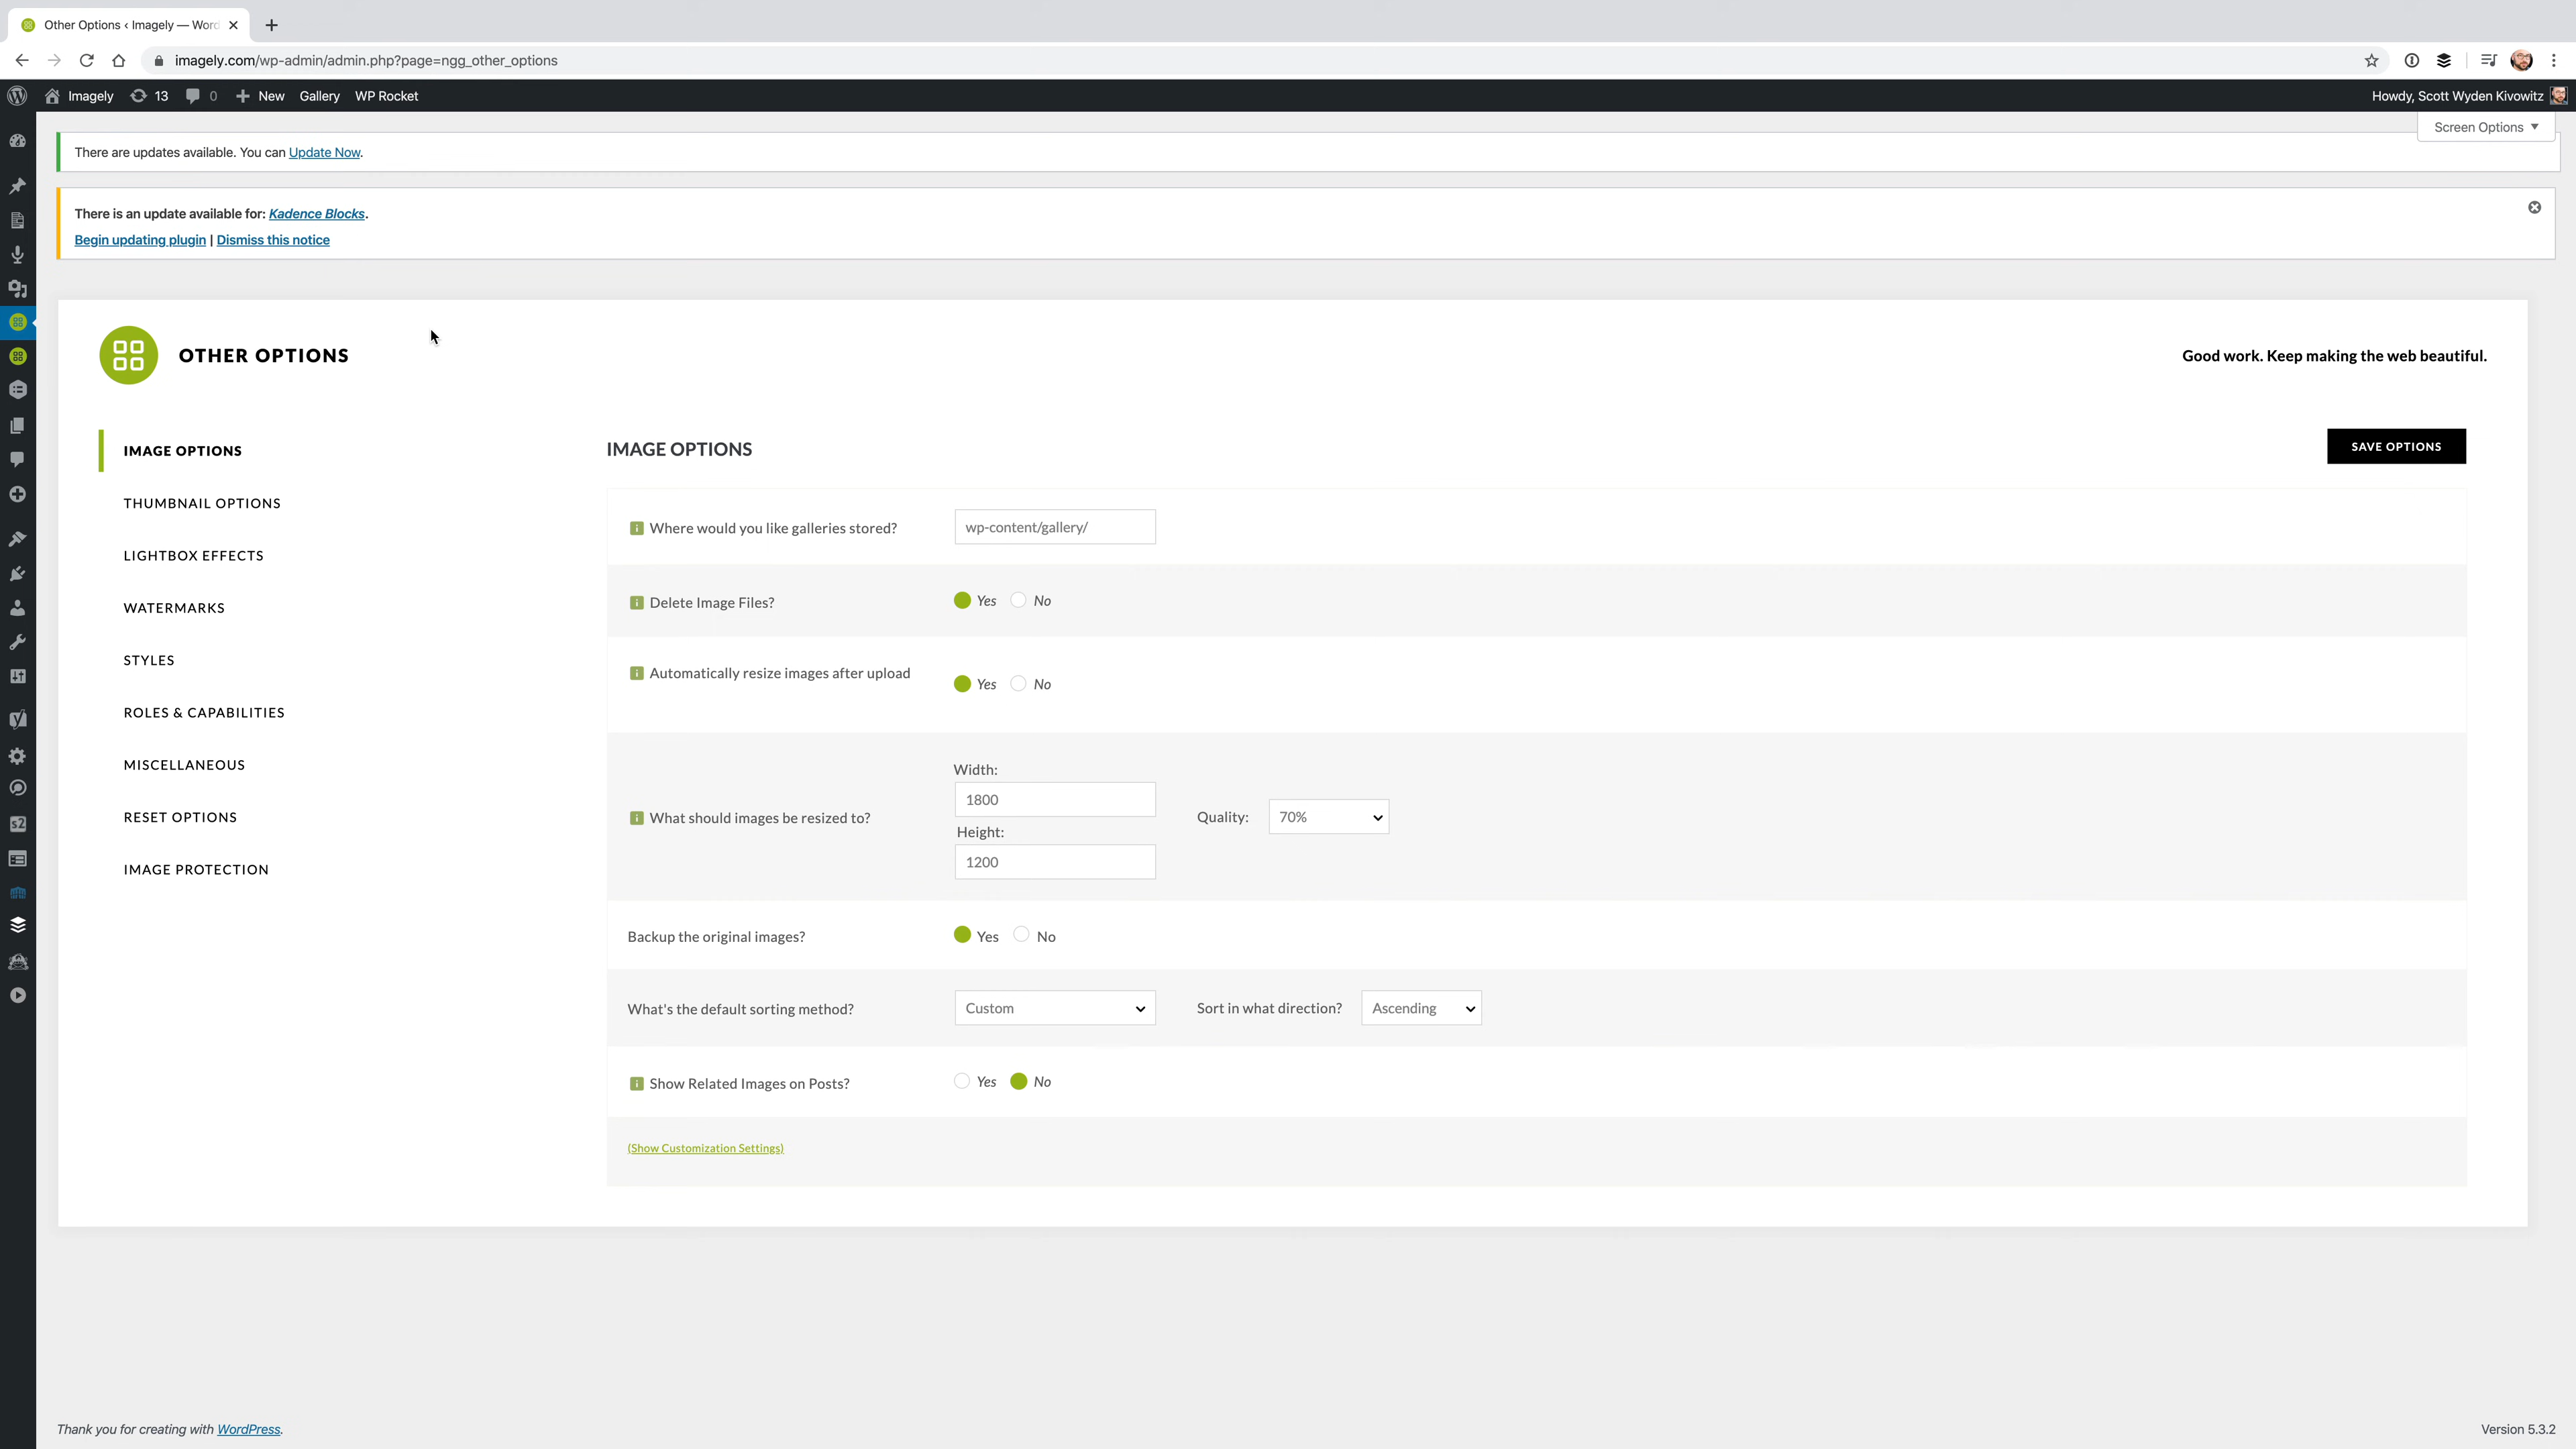 Other Options ‹ Imagely — Word
imagely.com/wp-admin/admin.php?page=ngg_other_options
Imagely 13 0 New Gallery WP Rocket Howdy, Scott Wyden Kivowitz
Screen Options
There are updates available. You can Update Now.
There is an update available for: Kadence Blocks.
Begin updating plugin | Dismiss this notice
OTHER OPTIONS
Good work. Keep making the web beautiful.
IMAGE OPTIONS
THUMBNAIL OPTIONS
LIGHTBOX EFFECTS
WATERMARKS
STYLES
ROLES & CAPABILITIES
MISCELLANEOUS
RESET OPTIONS
IMAGE PROTECTION
IMAGE OPTIONS
SAVE OPTIONS
Where would you like galleries stored? wp-content/gallery/
Delete Image Files? Yes No
Automatically resize images after upload Yes No
What should images be resized to?
Width:
1800
Height:
1200
Quality: 70%
Backup the original images? Yes No
What's the default sorting method? Custom Sort in what direction? Ascending
Show Related Images on Posts? Yes No
(Show Customization Settings)
Thank you for creating with WordPress.
Version 5.3.2